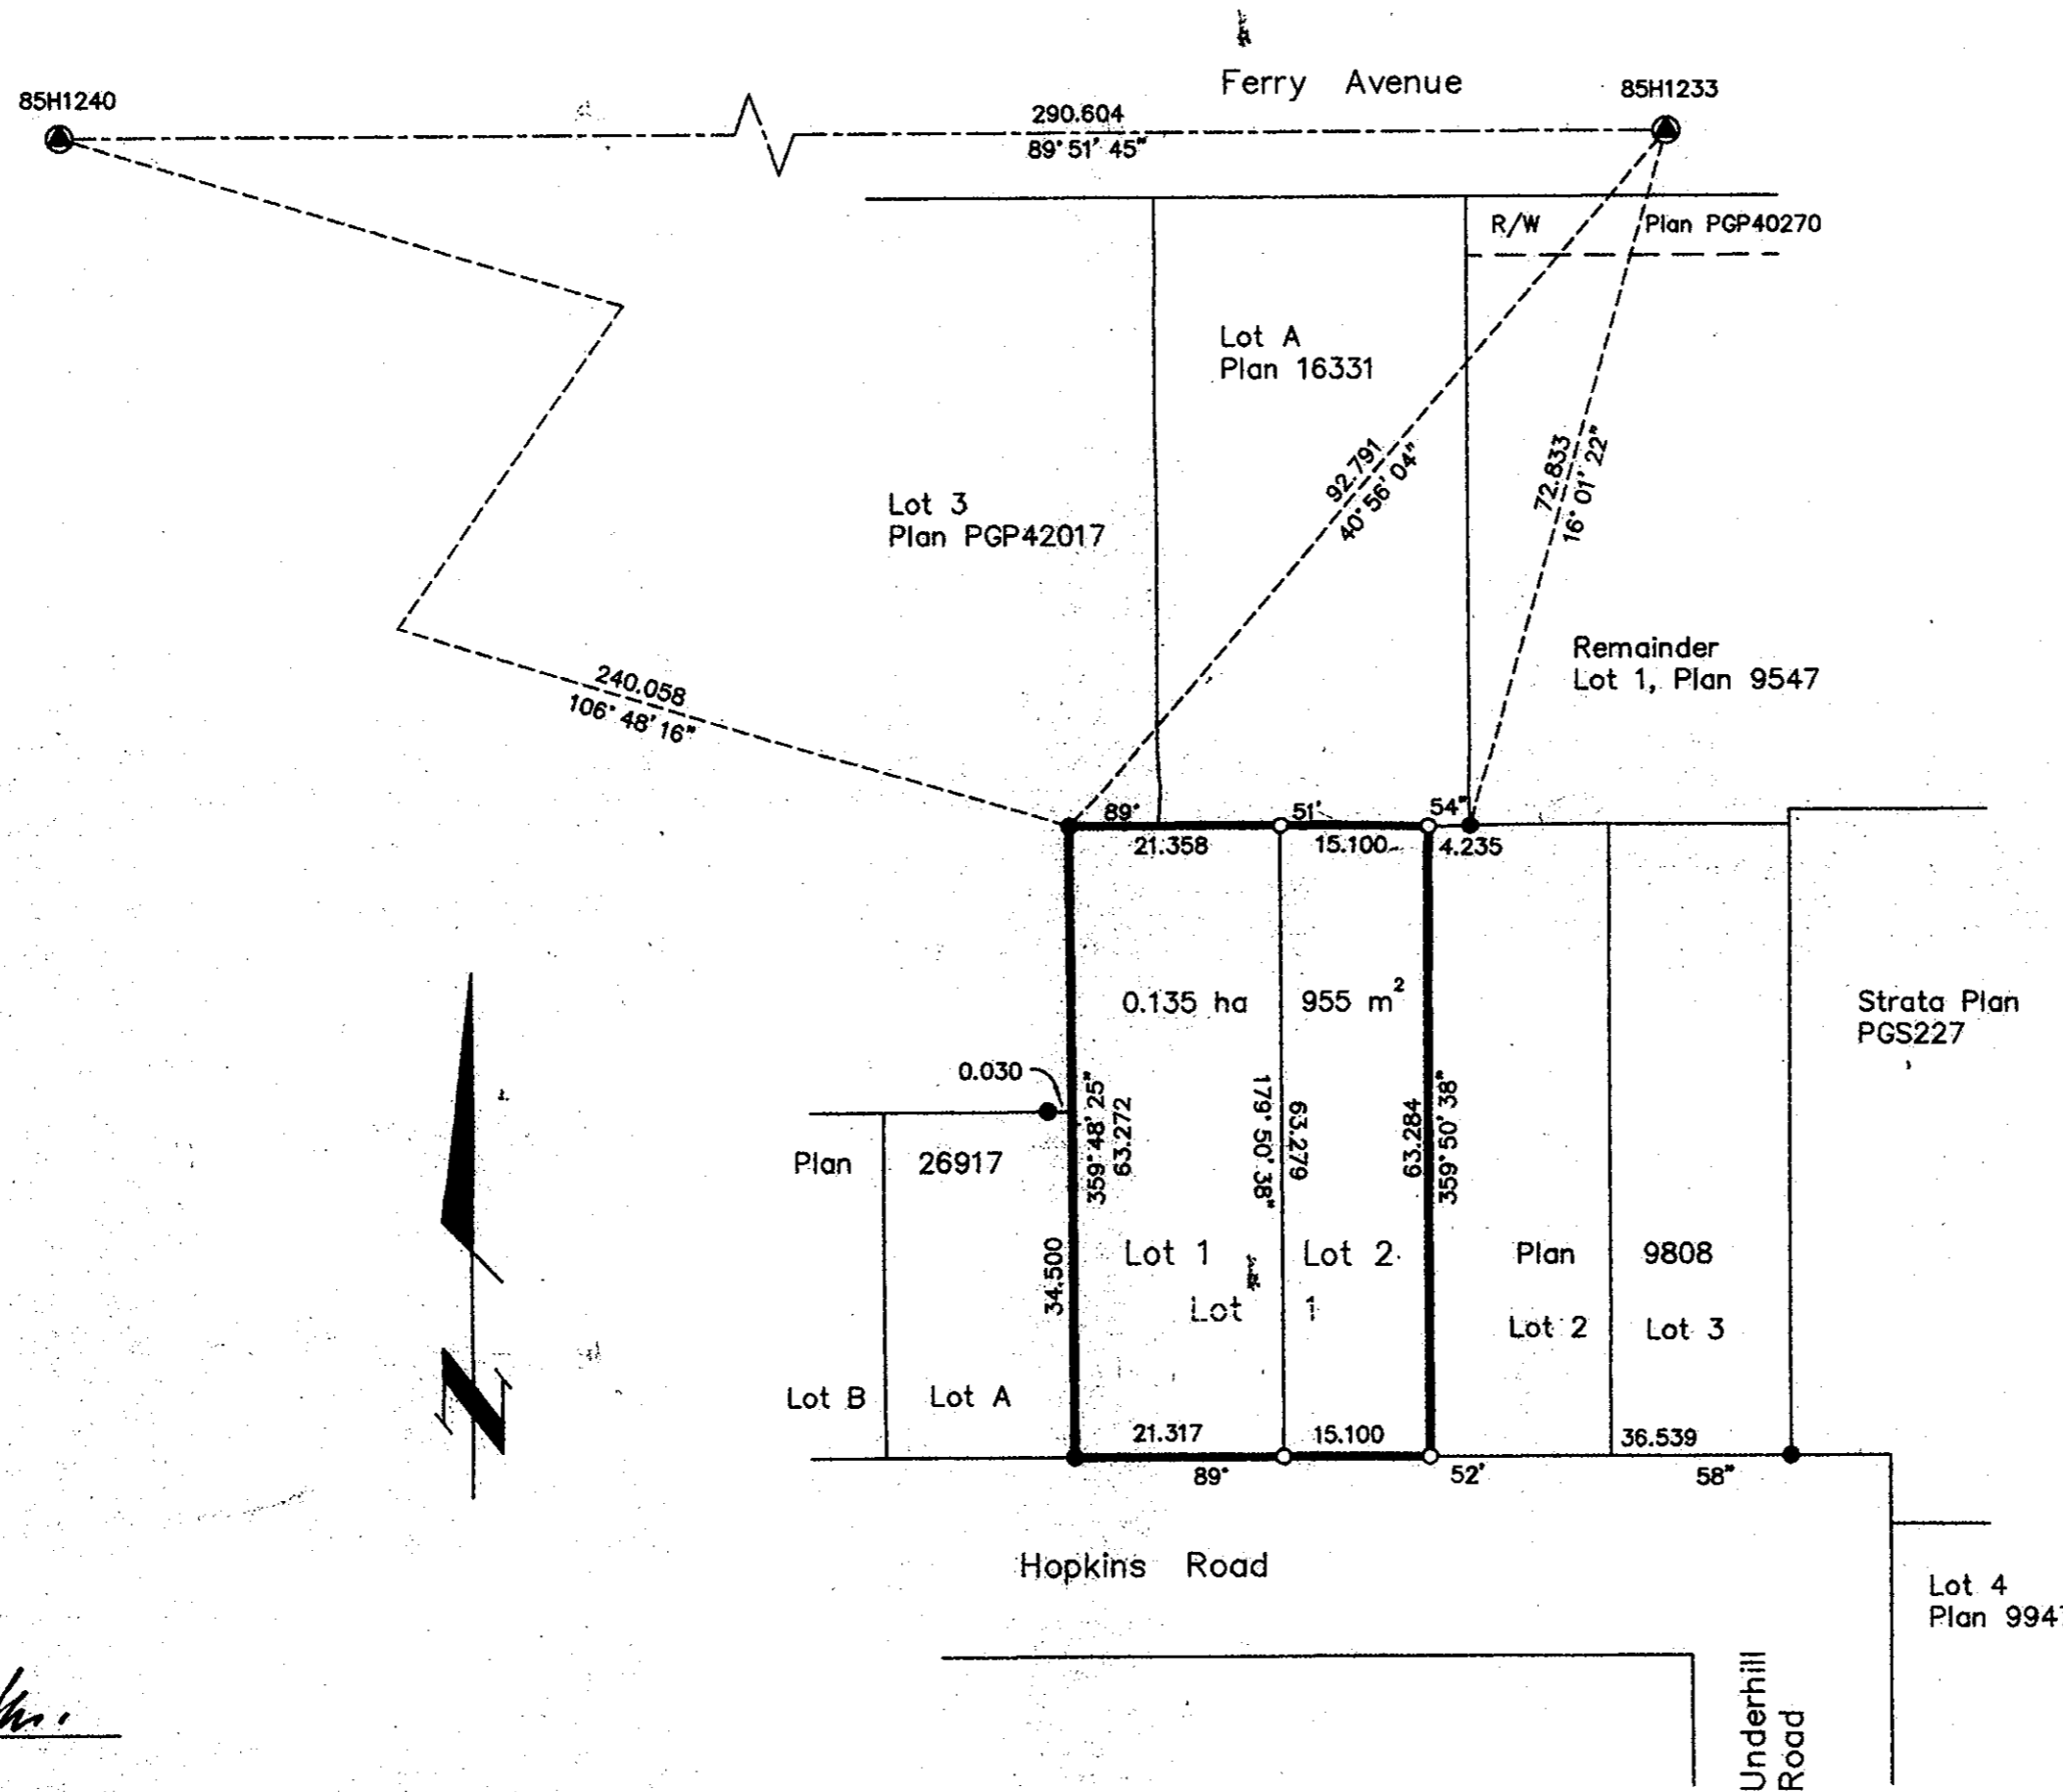 Ferry Avenue
85H1240
85H1233
290.604
89° 51' 45"
R/W
Plan PGP40270
Lot A
Plan 16331
92.791
40° 56' 04"
72.833
16° 01' 22"
Lot 3
Plan PGP42017
Remainder
Lot 1, Plan 9547
240.058
106° 48' 16"
89° 51' 54"
21.358 15.100 4.235
0.135 ha 955 m²
Strata Plan
PGS227
0.030
359° 48' 25"
63.272
179° 50' 38"
63.279
63.284
359° 50' 38"
Plan 26917
34.500
Lot 1 Lot 2
Plan 9808
Lot 1
Lot 2 Lot 3
Lot B Lot A
21.317 15.100 36.539
89° 52' 58"
Hopkins Road
Lot 4
Plan 9947
Underhill
Road
N